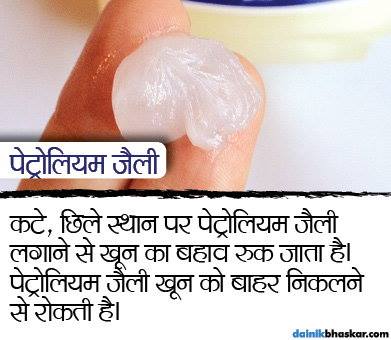 पेट्रोलियम जैली
कटे, छिले स्थान पर पेट्रोलियम जैली
लगाने से खून का बहाव रुक जाता है।
पेट्रोलियम जैली खून को बाहर निकलने
से रोकती है।
dainikbhaskar.com